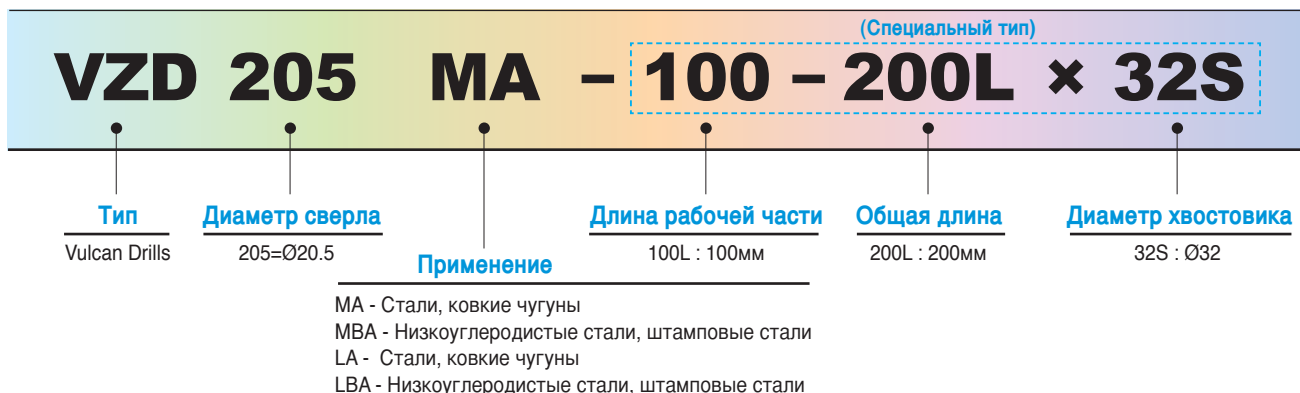 (Специальный тип)
VZD 205 MA – 100 – 200L × 32S
Тип
Vulcan Drills
Диаметр сверла
205=Ø20.5
Применение
MA - Стали, ковкие чугуны
MBA - Низкоуглеродистые стали, штамповые стали
LA - Стали, ковкие чугуны
LBA - Низкоуглеродистые стали, штамповые стали
Длина рабочей части
100L : 100мм
Общая длина
200L : 200мм
Диаметр хвостовика
32S : Ø32